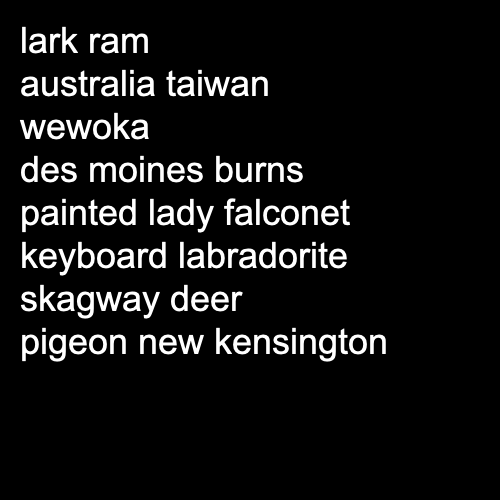 lark ram
australia taiwan
wewoka
des moines burns
painted lady falconet
keyboard labradorite
skagway deer
pigeon new kensington